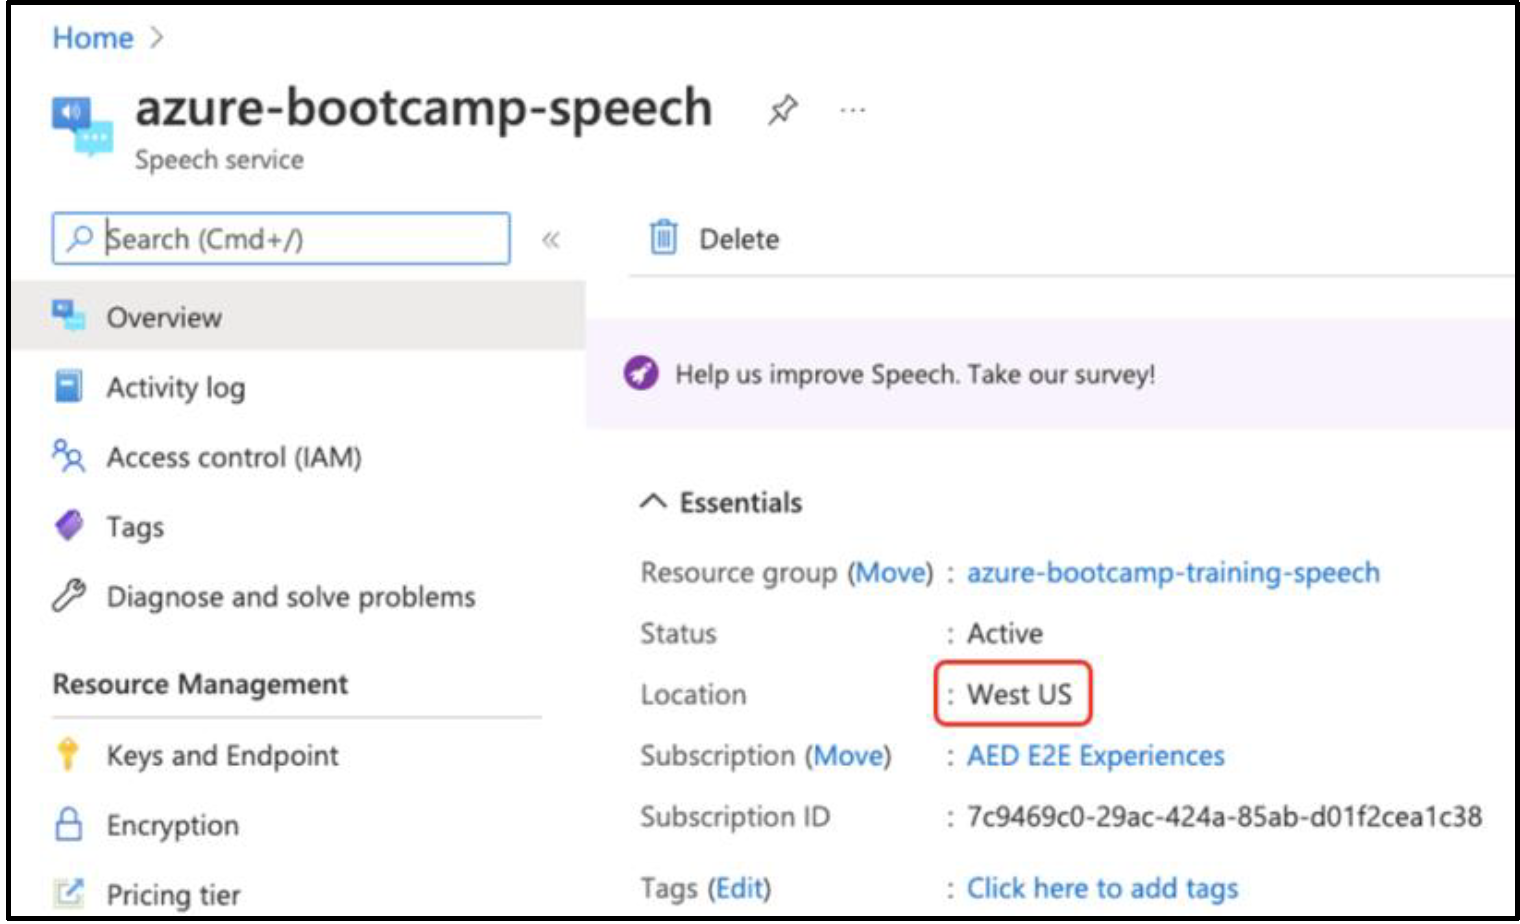 Home >
azure-bootcamp-speech ...
Speech service
Search (Cmd+/) «
Overview
Activity log
Access control (IAM)
Tags
Diagnose and solve problems
Resource Management
Keys and Endpoint
Encryption
Pricing tier
Delete
Help us improve Speech. Take our survey!
Essentials
Resource group (Move) : azure-bootcamp-training-speech
Status : Active
Location : West US
Subscription (Move) : AED E2E Experiences
Subscription ID : 7c9469c0-29ac-424a-85ab-d01f2cea1c38
Tags (Edit) : Click here to add tags